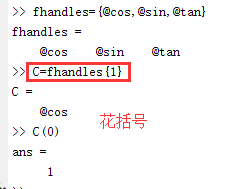 >> fhandles={@cos,@sin,@tan}
fhandles =
@cos @sin @tan
>> C=fhandles{1}
C =
@cos
花括号
>> C(0)
ans =
1
>>